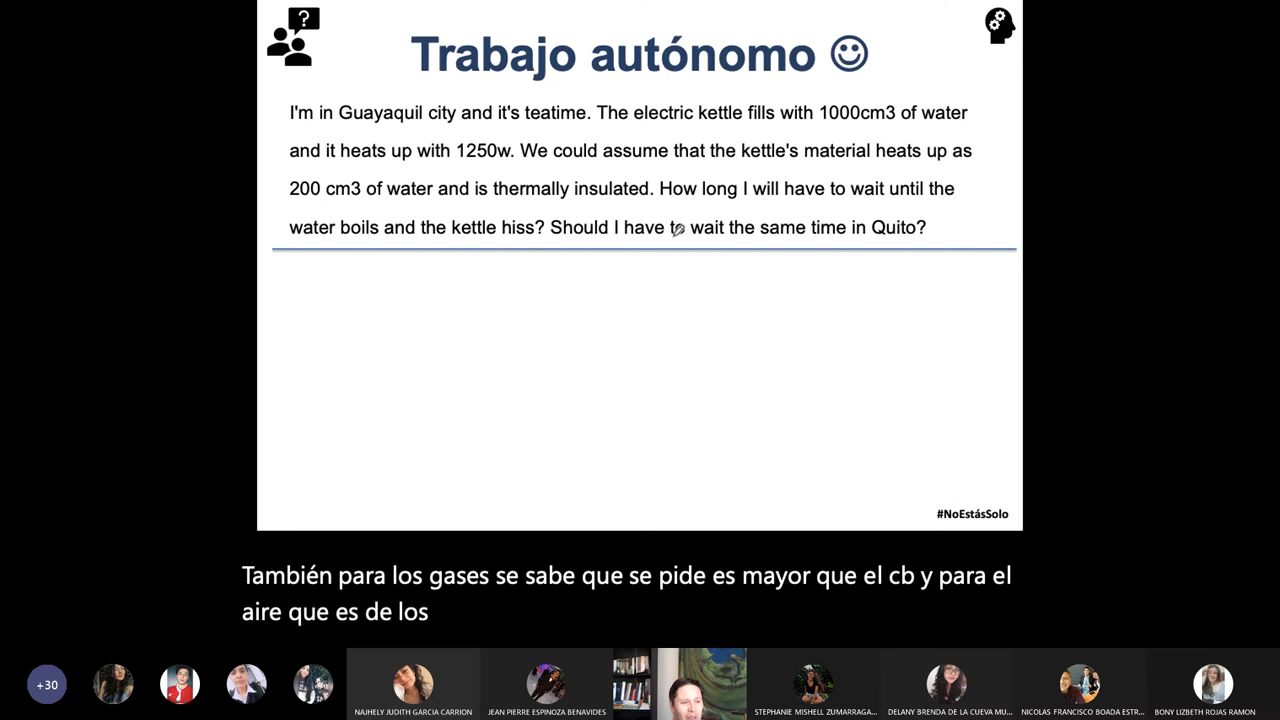 ?
Trabajo autónomo ☺
I'm in Guayaquil city and it's teatime. The electric kettle fills with 1000cm3 of water
and it heats up with 1250w. We could assume that the kettle's material heats up as
200 cm3 of water and is thermally insulated. How long I will have to wait until the
water boils and the kettle hiss? Should I have to wait the same time in Quito?
#NoEstásSolo
También para los gases se sabe que se pide es mayor que el cb y para el
aire que es de los
+30
NAJHELY JUDITH GARCIA CARRION
JEAN PIERRE ESPINOZA BENAVIDES
STEPHANIE MISHELL ZUMARRAGA...
DELANY BRENDA DE LA CUEVA MU...
NICOLAS FRANCISCO BOADA ESTR...
BONY LIZBETH ROJAS RAMON